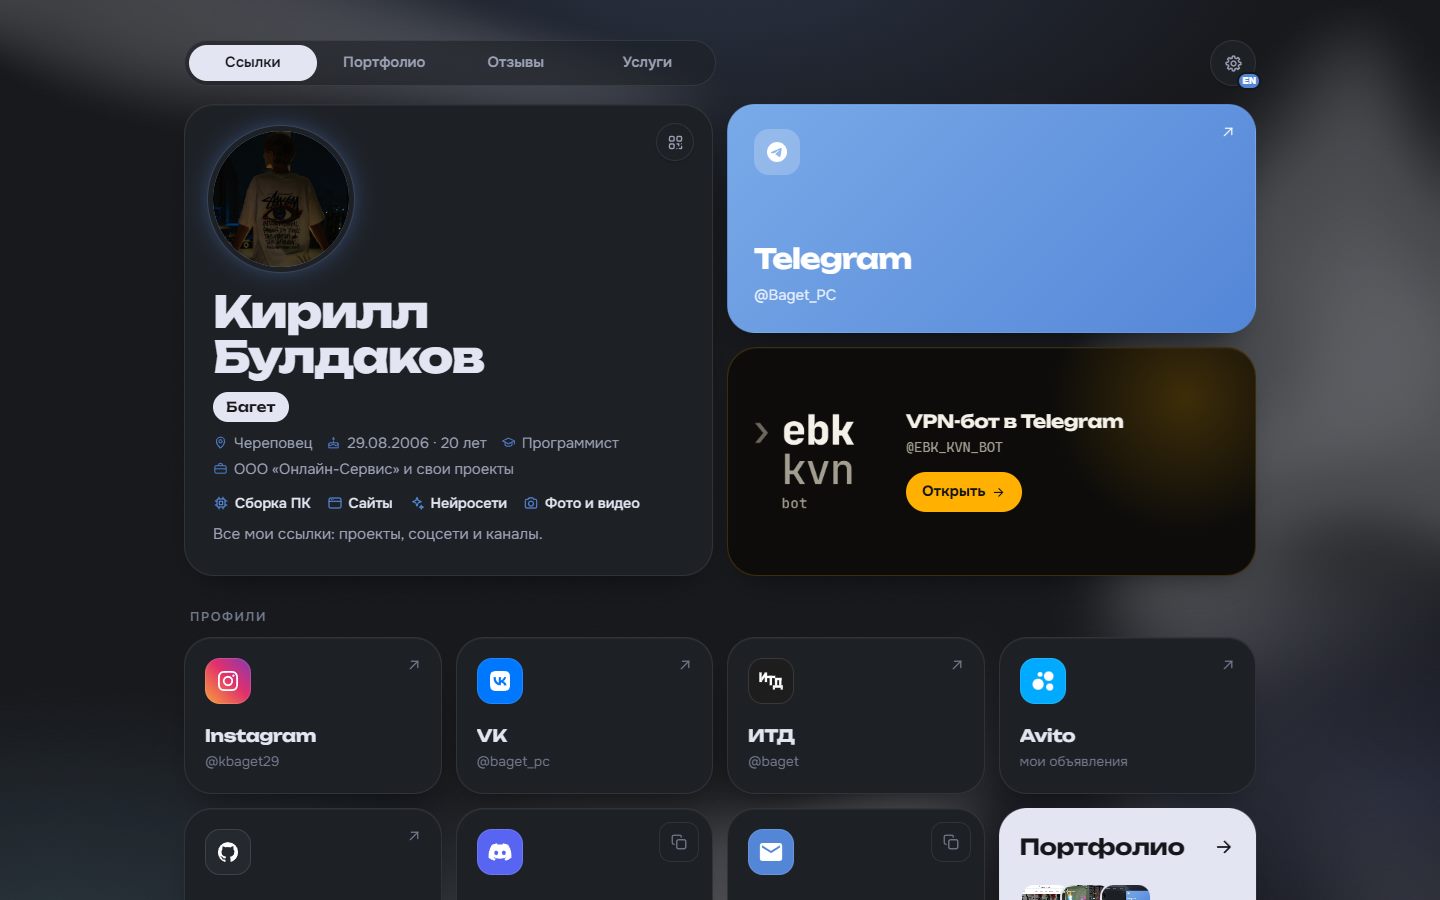 Ссылки
Портфолио
Отзывы
Услуги
EN
Кирилл
Булдаков
Багет
Череповец
29.08.2006 · 20 лет
Программист
ООО «Онлайн-Сервис» и свои проекты
Сборка ПК
Сайты
Нейросети
Фото и видео
Все мои ссылки: проекты, соцсети и каналы.
Telegram
@Baget_PC
› ebk
kvn
bot
VPN-бот в Telegram
@EBK_KVN_BOT
Открыть →
ПРОФИЛИ
Instagram
@kbaget29
VK
VK
@baget_pc
итд
ИТД
@baget
Avito
мои объявления
Портфолио →